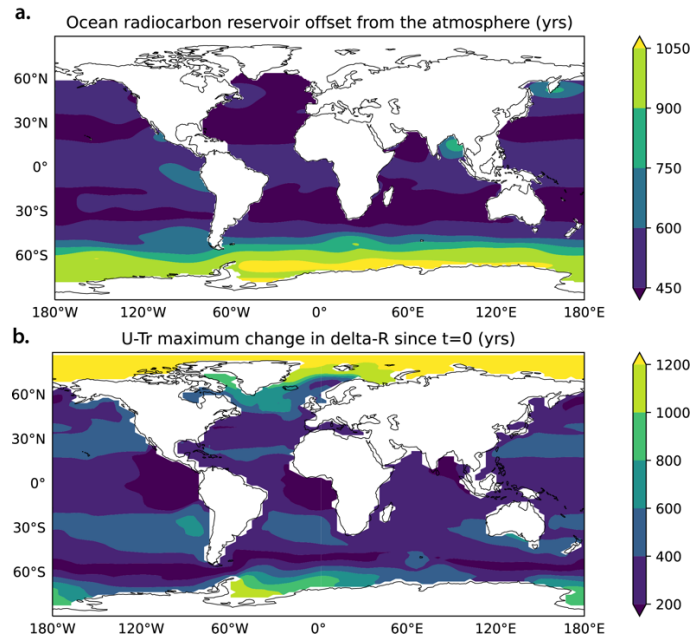 a.
Ocean radiocarbon reservoir offset from the atmosphere (yrs)
60°N
30°N
0°
30°S
60°S
180°W 120°W 60°W 0° 60°E 120°E 180°E
1050
900
750
600
450
b.
U-Tr maximum change in delta-R since t=0 (yrs)
60°N
30°N
0°
30°S
60°S
180°W 120°W 60°W 0° 60°E 120°E 180°E
1200
1000
800
600
400
200